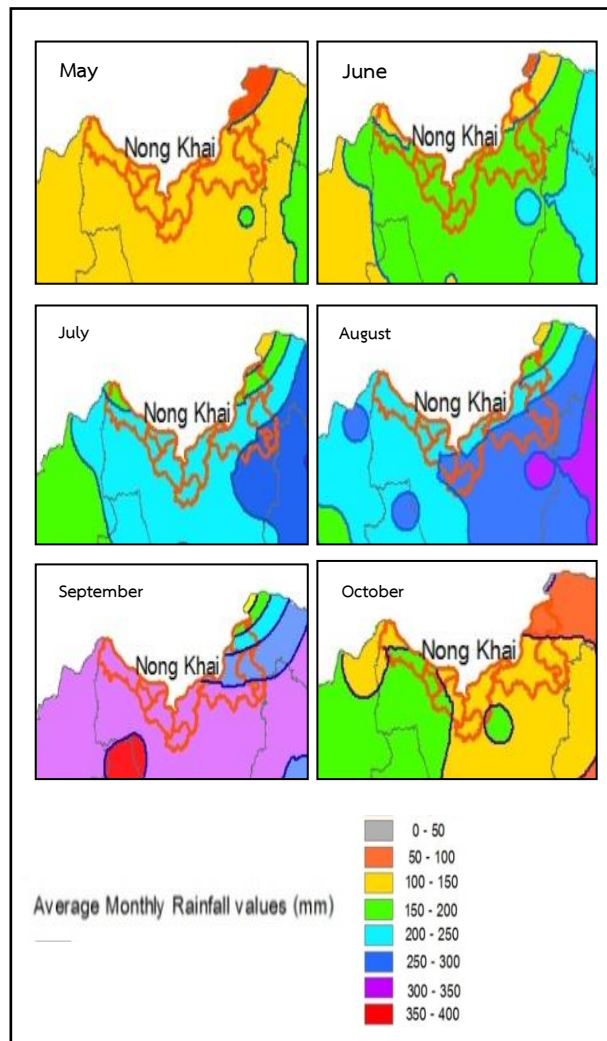 May
Nong Khai
June
Nong Khai
July
Nong Khai
August
Nong Khai
September
Nong Khai
October
Nong Khai
Average Monthly Rainfall values (mm)
0 - 50
50 - 100
100 - 150
150 - 200
200 - 250
250 - 300
300 - 350
350 - 400